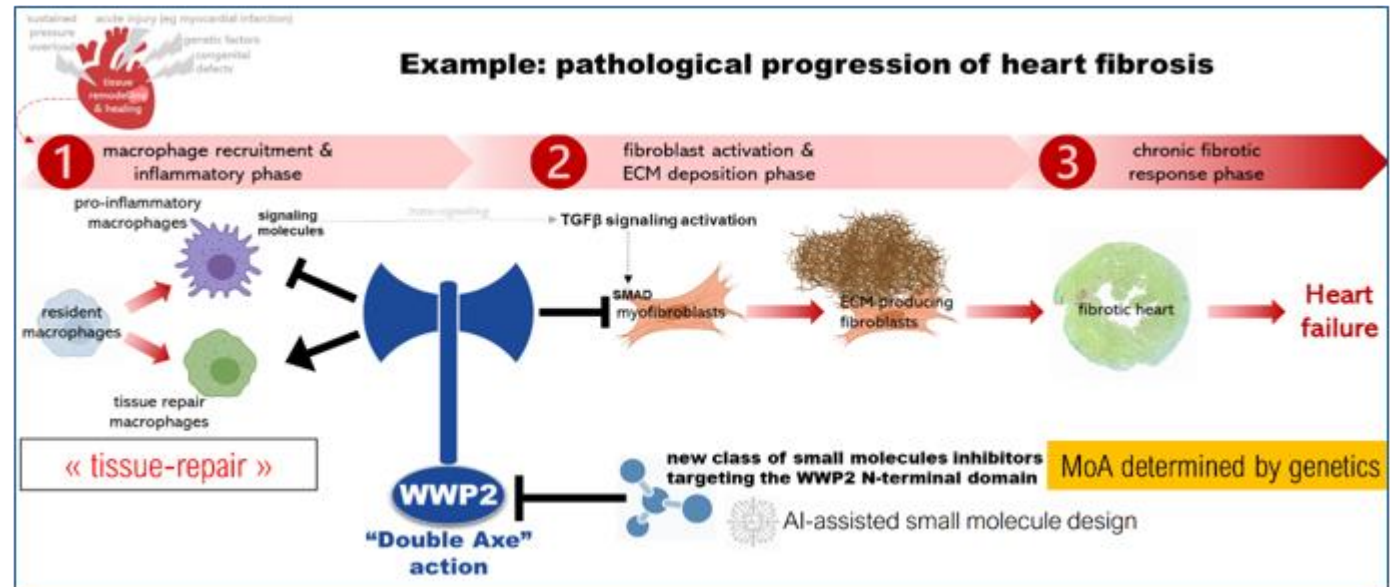 sustained
pressure
overload
acute injury (eg myocardial infarction)
genetic factors
congenital
defects
tissue
remodelling
& healing
Example: pathological progression of heart fibrosis
1
macrophage recruitment &
inflammatory phase
2
fibroblast activation &
ECM deposition phase
3
chronic fibrotic
response phase
pro-inflammatory
macrophages
signaling
molecules
TGFβ signaling activation
resident
macrophages
SMAD
myofibroblasts
ECM-producing
fibroblasts
fibrotic heart
Heart
failure
tissue repair
macrophages
« tissue-repair »
WWP2
“Double Axe”
action
new class of small molecules inhibitors
targeting the WWP2 N-terminal domain
AI-assisted small molecule design
MoA determined by genetics